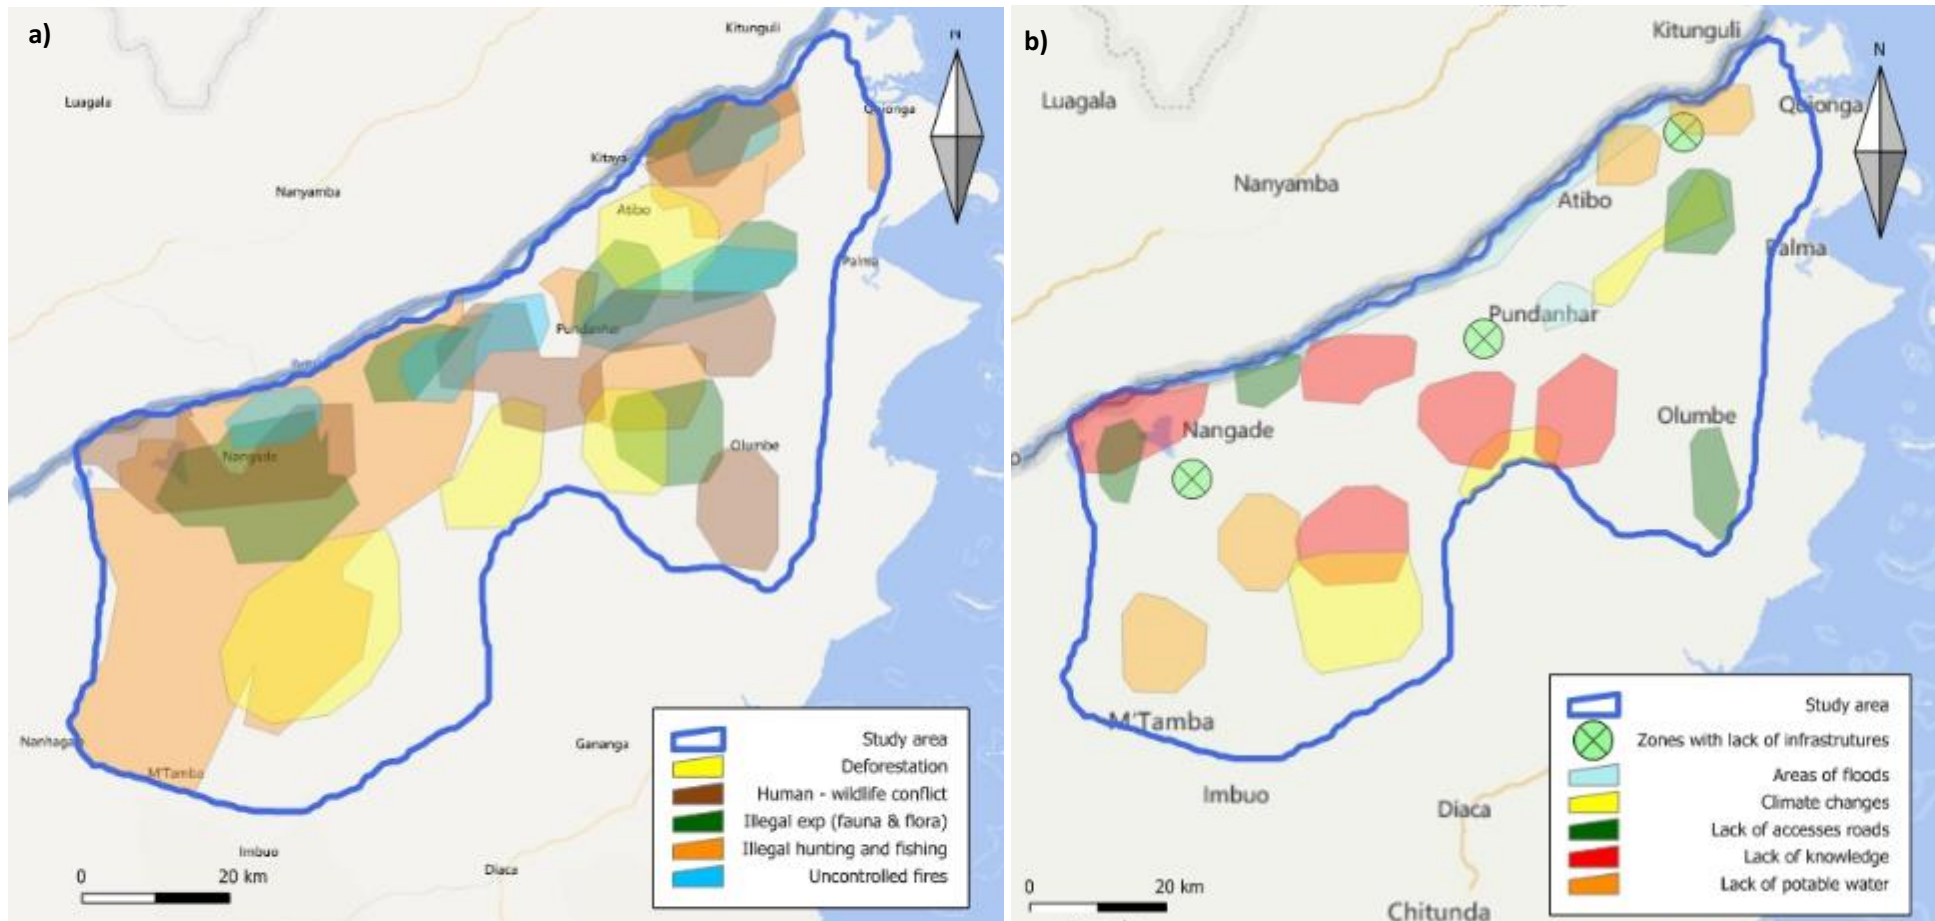 a)
Kitunguli
N
Luagala
Quionga
Kitaya
Nanyamba
Atibo
Palma
Pundanhar
Nangade
Olumbe
Nanhaga
M'Tamba
Gananga
Imbuo
Diaca
0 20 km
Study area
Deforestation
Human - wildlife conflict
Illegal exp (fauna & flora)
Illegal hunting and fishing
Uncontrolled fires
b)
Kitunguli
N
Luagala
Quionga
Nanyamba
Atibo
Palma
Pundanhar
Nangade
Olumbe
M'Tamba
Imbuo
Diaca
Chitunda
0 20 km
Study area
Zones with lack of infrastrutures
Areas of floods
Climate changes
Lack of accesses roads
Lack of knowledge
Lack of potable water